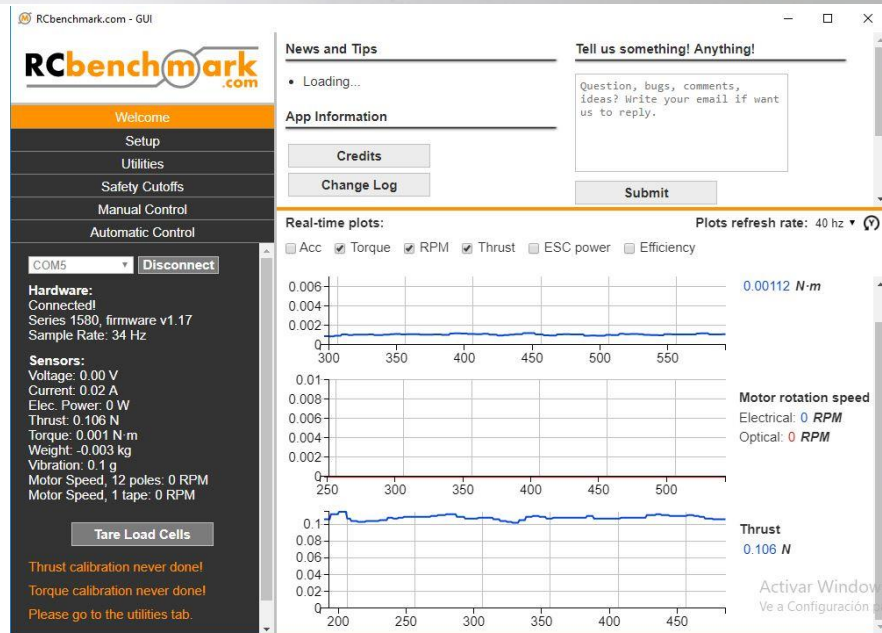 RCbenchmark.com - GUI
RCbenchmark
.com
Welcome
Setup
Utilities
Safety Cutoffs
Manual Control
Automatic Control
COM5
Disconnect
Hardware:
Connected!
Series 1580, firmware v1.17
Sample Rate: 34 Hz
Sensors:
Voltage: 0.00 V
Current: 0.02 A
Elec. Power: 0 W
Thrust: 0.106 N
Torque: 0.001 N·m
Weight: -0.003 kg
Vibration: 0.1 g
Motor Speed, 12 poles: 0 RPM
Motor Speed, 1 tape: 0 RPM
Tare Load Cells
Thrust calibration never done!
Torque calibration never done!
Please go to the utilities tab.
News and Tips
• Loading...
App Information
Credits
Change Log
Tell us something! Anything!
Question, bugs, comments,
ideas? Write your email if want
us to reply.
Submit
Real-time plots:
Plots refresh rate: 40 hz
Acc Torque RPM Thrust ESC power Efficiency
0.006
0.004
0.002
0
300 350 400 450 500 550
0.00112 N·m
0.01
0.008
0.006
0.004
0.002
0
250 300 350 400 450 500
Motor rotation speed
Electrical: 0 RPM
Optical: 0 RPM
0.1
0.08
0.06
0.04
0.02
0
200 250 300 350 400 450
Thrust
0.106 N
Activar Window
Ve a Configuración